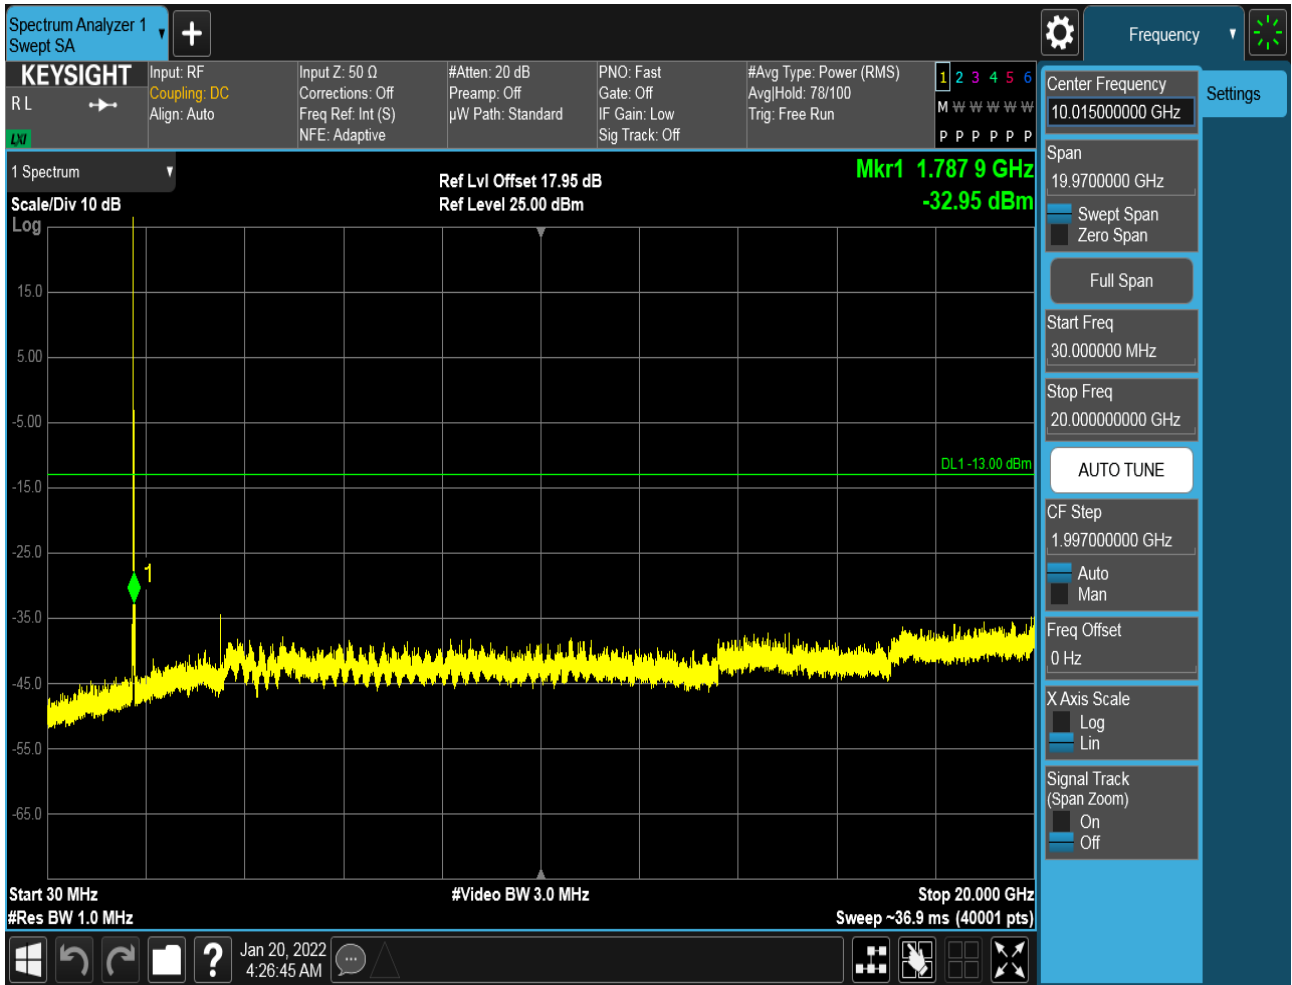 Spectrum Analyzer 1
Swept SA
Frequency
KEYSIGHT
R L
LXI
Input: RF
Coupling: DC
Align: Auto
Input Z: 50 Ω
Corrections: Off
Freq Ref: Int (S)
NFE: Adaptive
#Atten: 20 dB
Preamp: Off
µW Path: Standard
PNO: Fast
Gate: Off
IF Gain: Low
Sig Track: Off
#Avg Type: Power (RMS)
Avg|Hold: 78/100
Trig: Free Run
1 2 3 4 5 6
M W W W W W
P P P P P P
1 Spectrum
Scale/Div 10 dB
Log
Ref Lvl Offset 17.95 dB
Ref Level 25.00 dBm
Mkr1 1.787 9 GHz
-32.95 dBm
15.0
5.00
-5.00
-15.0
-25.0
-35.0
-45.0
-55.0
-65.0
DL1 -13.00 dBm
1
Start 30 MHz
#Res BW 1.0 MHz
#Video BW 3.0 MHz
Stop 20.000 GHz
Sweep ~36.9 ms (40001 pts)
Center Frequency
10.015000000 GHz
Settings
Span
19.9700000 GHz
Swept Span
Zero Span
Full Span
Start Freq
30.000000 MHz
Stop Freq
20.000000000 GHz
AUTO TUNE
CF Step
1.997000000 GHz
Auto
Man
Freq Offset
0 Hz
X Axis Scale
Log
Lin
Signal Track
(Span Zoom)
On
Off
?
Jan 20, 2022
4:26:45 AM